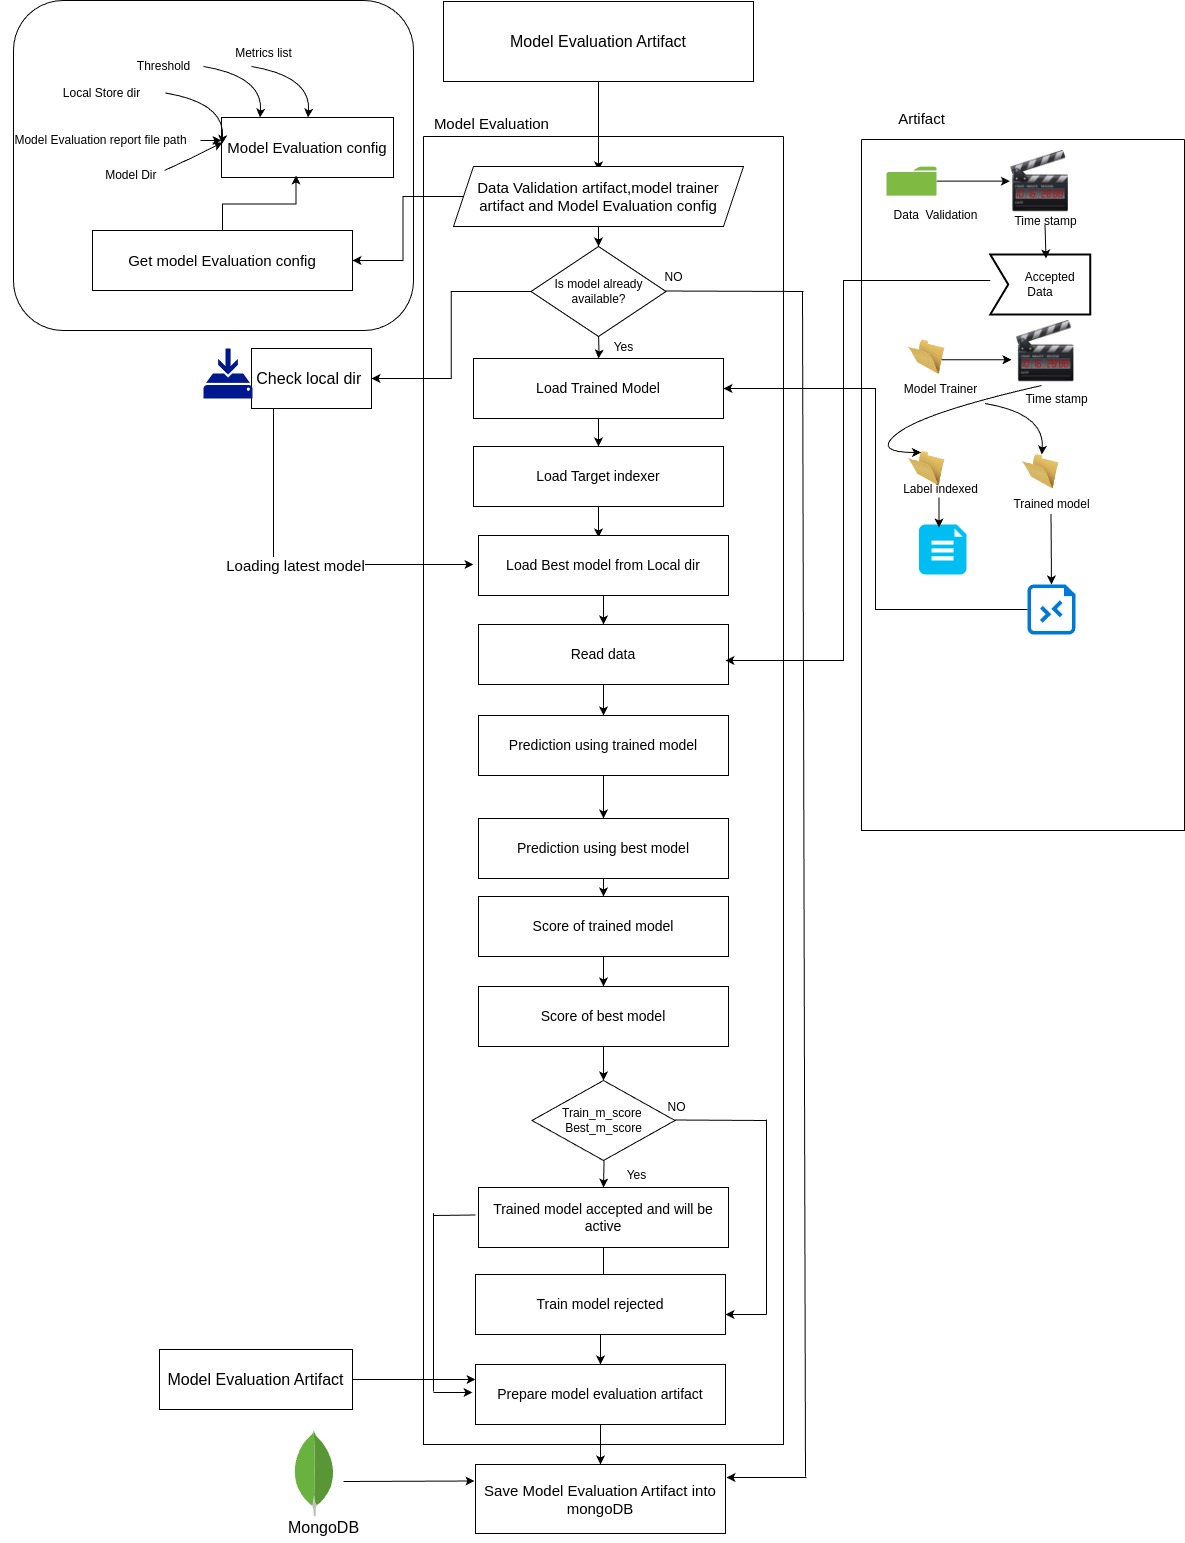 Model Evaluation Artifact
Metrics list
Threshold
Local Store dir
Model Evaluation report file path
Model Dir
Model Evaluation config
Get model Evaluation config
Model Evaluation
Data Validation artifact,model trainer
artifact and Model Evaluation config
Is model already
available?
NO
Yes
Check local dir
Load Trained Model
Load Target indexer
Loading latest model
Load Best model from Local dir
Read data
Prediction using trained model
Prediction using best model
Score of trained model
Score of best model
Train_m_score
Best_m_score
NO
Yes
Trained model accepted and will be
active
Train model rejected
Model Evaluation Artifact
Prepare model evaluation artifact
Save Model Evaluation Artifact into
mongoDB
MongoDB
Artifact
Data Validation
Time stamp
Accepted
Data
Model Trainer
Time stamp
Label indexed
Trained model